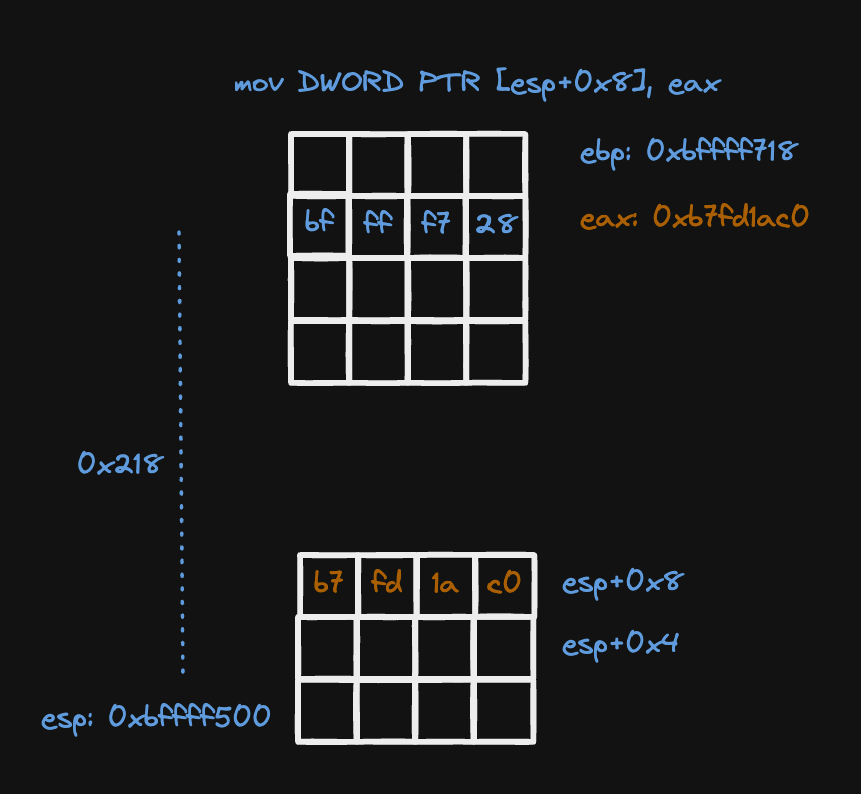 mov DWORD PTR [esp+0x8], eax
ebp: 0xbffff718
bf ff f7 28
eax: 0xb7fd1ac0
0x218
b7 fd 1a c0
esp+0x8
esp+0x4
esp: 0xbffff500